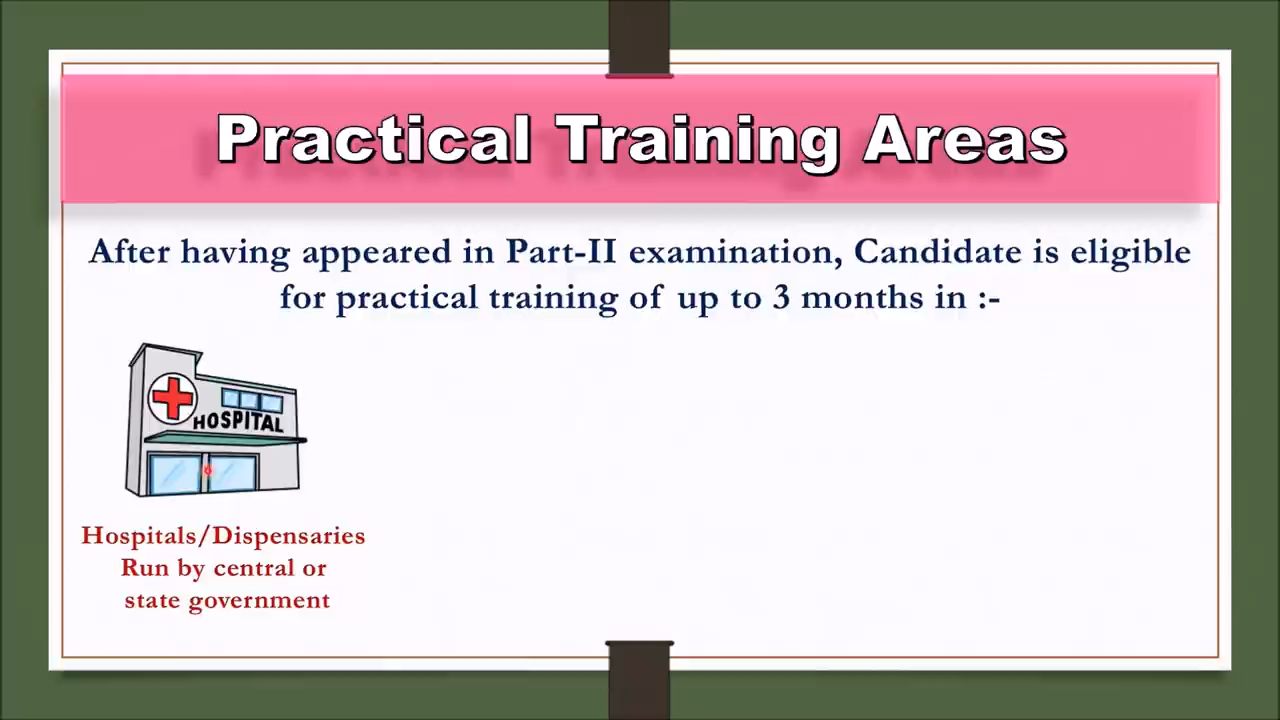 Practical Training Areas
After having appeared in Part-II examination, Candidate is eligible
for practical training of up to 3 months in :-
HOSPITAL
Hospitals/Dispensaries
Run by central or
state government